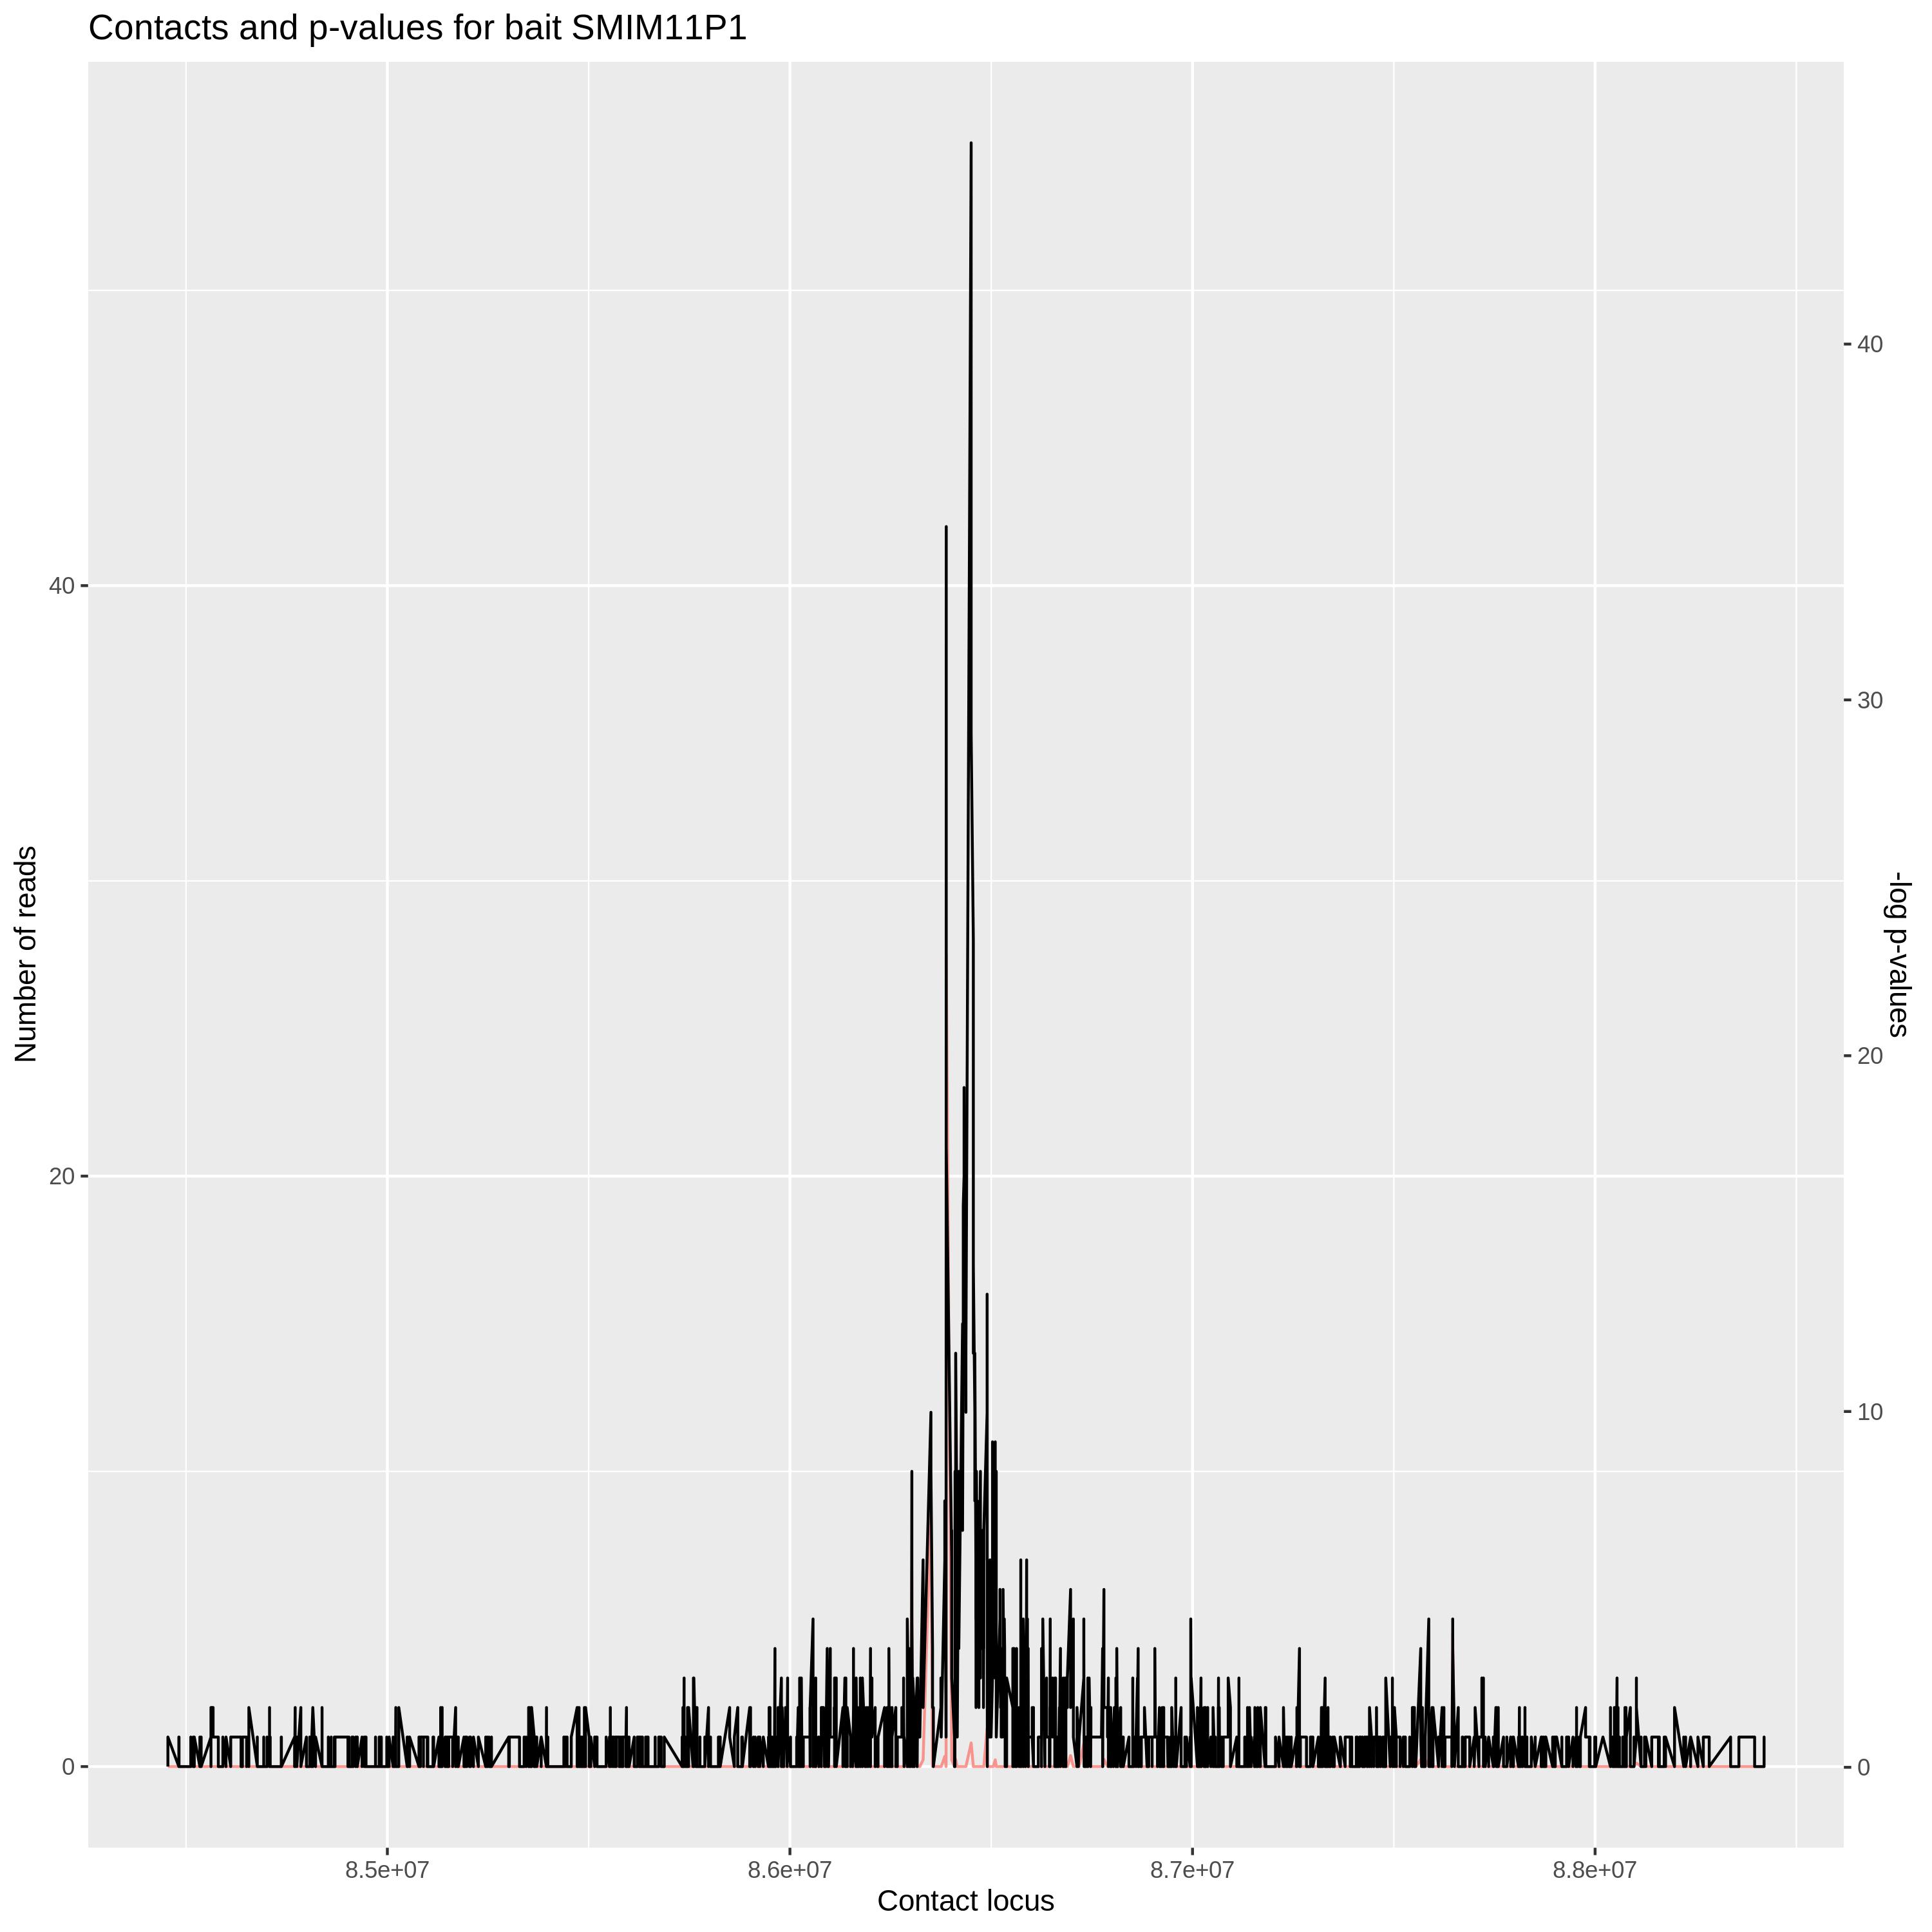 Contacts and p-values for bait SMIM11P1
Number of reads
40
20
0
40
30
20
10
0
-log p-values
8.5e+07
8.6e+07
8.7e+07
8.8e+07
Contact locus